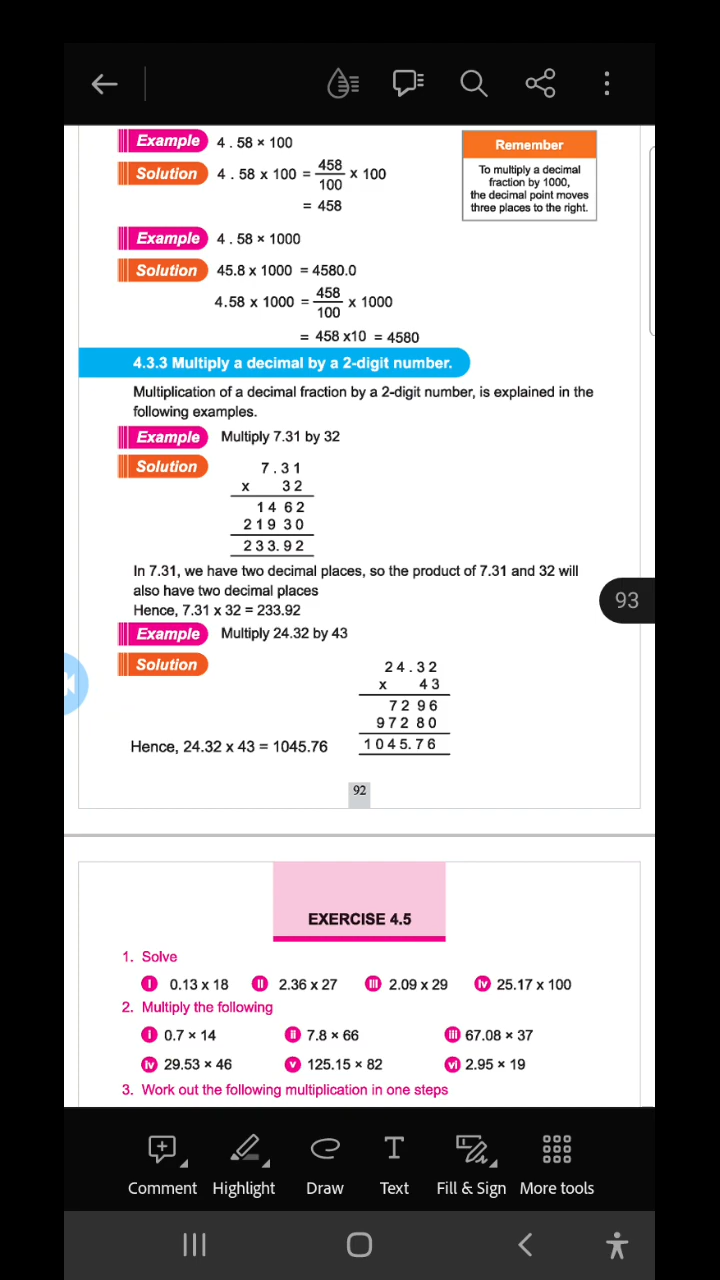 Example 4 . 58 × 100
Remember
Solution 4 . 58 x 100 = 458/100 x 100
To multiply a decimal
fraction by 1000,
the decimal point moves
three places to the right.
= 458
Example 4 . 58 × 1000
Solution 45.8 x 1000 = 4580.0
4.58 x 1000 = 458/100 x 1000
= 458 x10 = 4580
4.3.3 Multiply a decimal by a 2-digit number.
Multiplication of a decimal fraction by a 2-digit number, is explained in the
following examples.
Example Multiply 7.31 by 32
Solution
7 . 3 1
x 3 2
1 4 6 2
2 1 9 3 0
2 3 3. 9 2
In 7.31, we have two decimal places, so the product of 7.31 and 32 will
also have two decimal places
Hence, 7.31 x 32 = 233.92
93
Example Multiply 24.32 by 43
Solution
2 4 . 3 2
x 4 3
7 2 9 6
9 7 2 8 0
Hence, 24.32 x 43 = 1045.76
1 0 4 5. 7 6
92
EXERCISE 4.5
1. Solve
i 0.13 x 18 ii 2.36 x 27 iii 2.09 x 29 iv 25.17 x 100
2. Multiply the following
i 0.7 × 14 ii 7.8 × 66 iii 67.08 × 37
iv 29.53 × 46 v 125.15 × 82 vi 2.95 × 19
3. Work out the following multiplication in one steps
Comment Highlight Draw Text Fill & Sign More tools